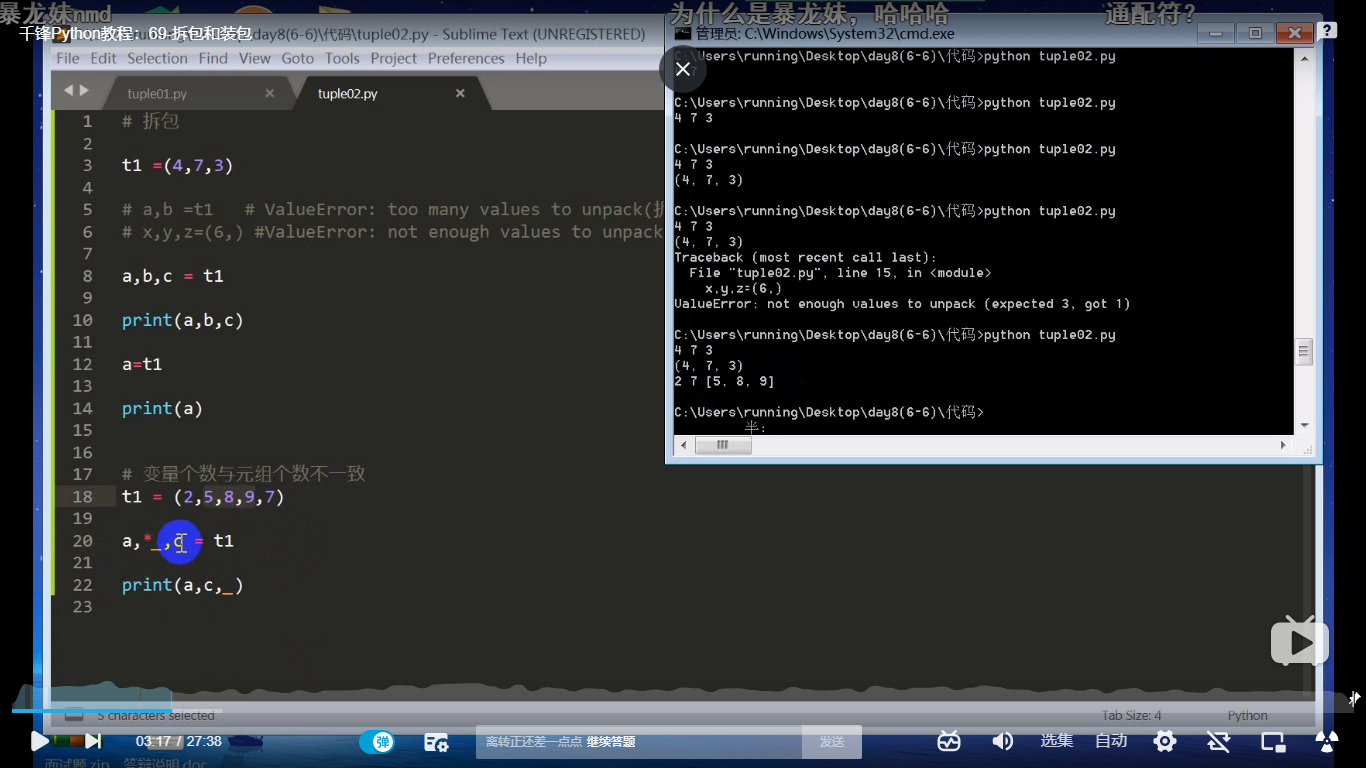 暴龙妹nmd
为什么是暴龙妹，哈哈哈
通配符？
千锋Python教程：69.拆包和装包
day8(6-6)\代码\tuple02.py - Sublime Text (UNREGISTERED)
File Edit Selection Find View Goto Tools Project Preferences Help
tuple01.py
tuple02.py
1 # 拆包
2
3 t1 =(4,7,3)
4
5 # a,b =t1 # ValueError: too many values to unpack(
6 # x,y,z=(6,) #ValueError: not enough values to unpack
7
8 a,b,c = t1
9
10 print(a,b,c)
11
12 a=t1
13
14 print(a)
15
16
17 # 变量个数与元组个数不一致
18 t1 = (2,5,8,9,7)
19
20 a,*_,c = t1
21
22 print(a,c,_)
23
管理员: C:\Windows\System32\cmd.exe
C:\Users\running\Desktop\day8(6-6)\代码>python tuple02.py
C:\Users\running\Desktop\day8(6-6)\代码>python tuple02.py
4 7 3
C:\Users\running\Desktop\day8(6-6)\代码>python tuple02.py
4 7 3
(4, 7, 3)
C:\Users\running\Desktop\day8(6-6)\代码>python tuple02.py
4 7 3
(4, 7, 3)
Traceback (most recent call last):
File "tuple02.py", line 15, in <module>
x,y,z=(6,)
ValueError: not enough values to unpack (expected 3, got 1)
C:\Users\running\Desktop\day8(6-6)\代码>python tuple02.py
4 7 3
(4, 7, 3)
2 7 [5, 8, 9]
C:\Users\running\Desktop\day8(6-6)\代码>
半:
5 characters selected
Tab Size: 4
Python
03:17 / 27:38
弹
离转正还差一点点 继续答题
发送
选集
自动
面试题.zip
答辩说明.doc